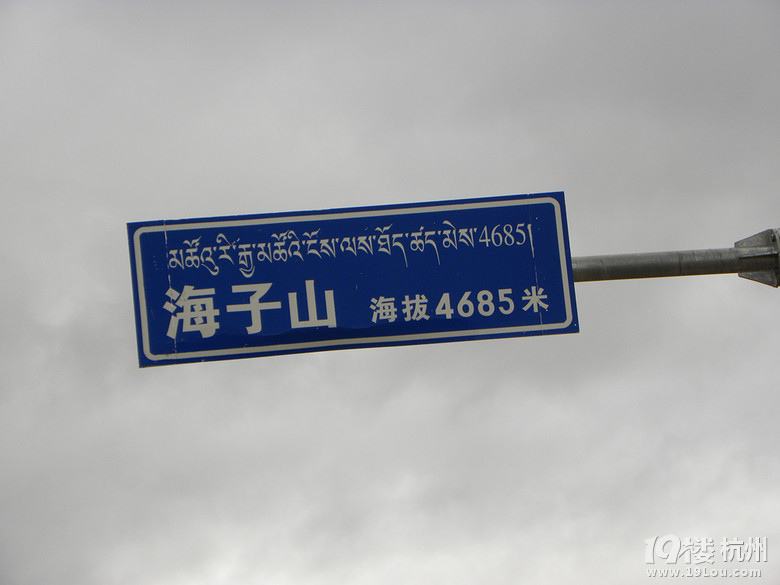 མཚོའུ་རི་རྒྱ་མཚོའི་ངོས་ལས་ཐོད་ཚད་མེས་4685།
海子山 海拔4685米
19楼 杭州
www.19lou.com